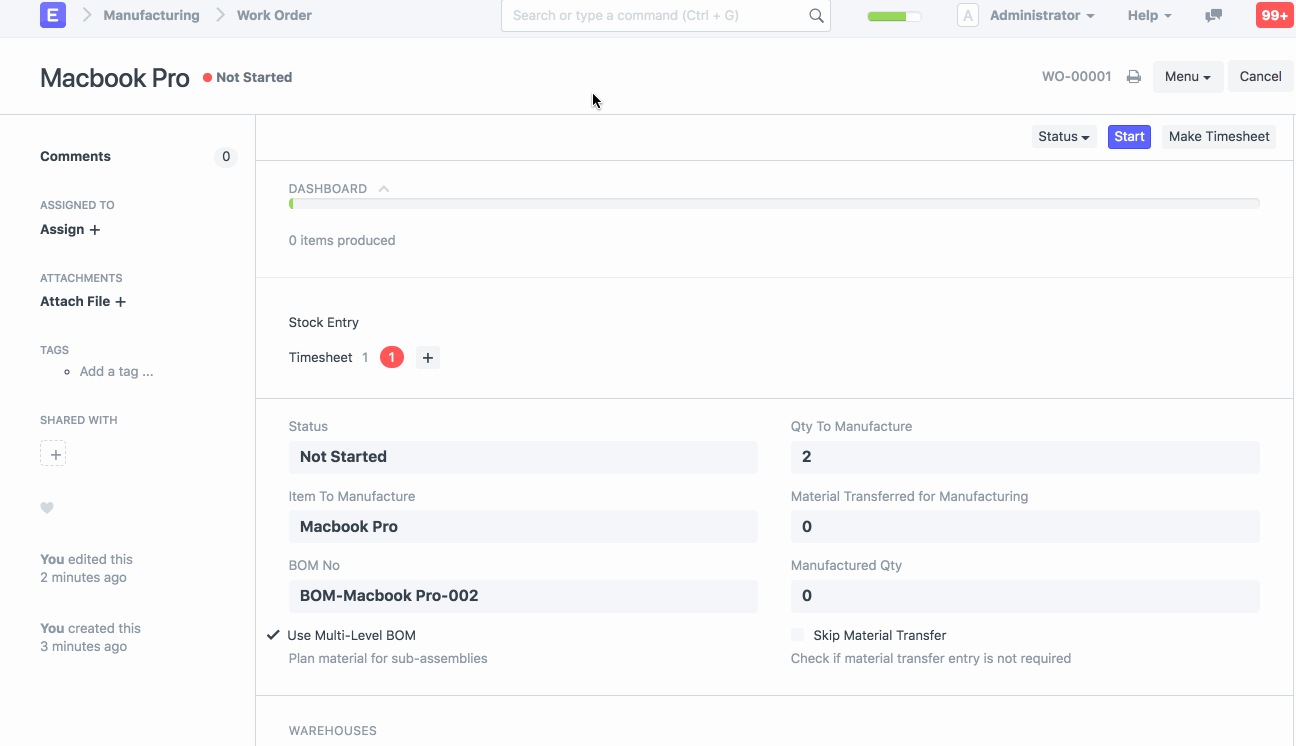 E Manufacturing Work Order Search or type a command (Ctrl + G) A Administrator Help 99+
Macbook Pro Not Started WO-00001 Menu Cancel
Status Start Make Timesheet
Comments 0
ASSIGNED TO
Assign +
ATTACHMENTS
Attach File +
TAGS
Add a tag ...
SHARED WITH
+
You edited this
2 minutes ago
You created this
3 minutes ago
DASHBOARD
0 items produced
Stock Entry
Timesheet 1 1 +
Status
Not Started
Item To Manufacture
Macbook Pro
BOM No
BOM-Macbook Pro-002
Use Multi-Level BOM
Plan material for sub-assemblies
Qty To Manufacture
2
Material Transferred for Manufacturing
0
Manufactured Qty
0
Skip Material Transfer
Check if material transfer entry is not required
WAREHOUSES